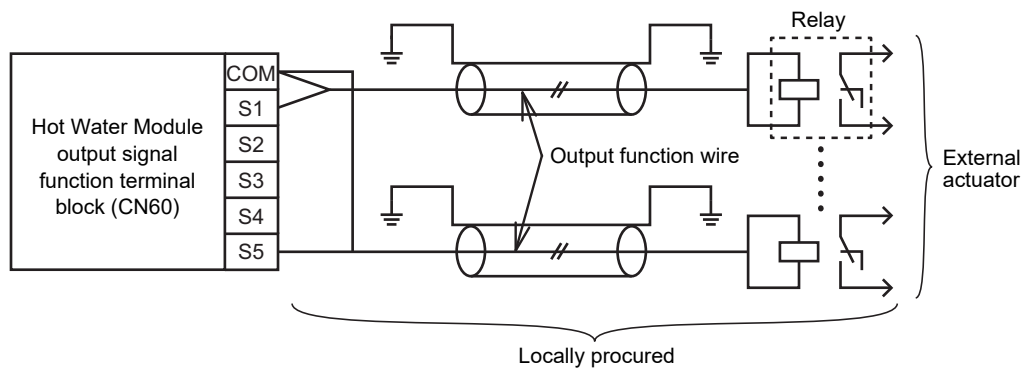 Relay
Hot Water Module
output signal
function terminal
block (CN60)
COM
S1
S2
S3
S4
S5
Output function wire
External
actuator
Locally procured